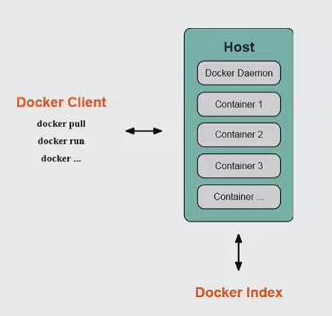 Docker Client
docker pull
docker run
docker ...
Host
Docker Daemon
Container 1
Container 2
Container 3
Container ...
Docker Index